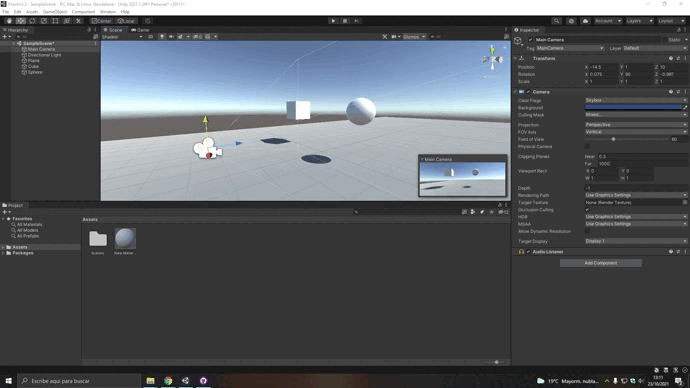 Practica 2 - SampleScene - PC, Mac & Linux Standalone - Unity 2021.1.
File Edit Assets GameObject Component Window Help
Center Local
Account Layers Layout
Hierarchy
Scene Game
Inspector
All
Shaded
2D
Gizmos
All
SampleScene*
Main Camera
Directional Light
Plane
Cube
Sphere
Main Camera
Static
Tag MainCamera Layer Default
Transform
Position X -14.5 Y 1 Z 10
Rotation X 0.075 Y 90 Z -0.987
Scale X 1 Y 1 Z 1
Camera
Clear Flags Skybox
Background
Culling Mask Mixed...
Projection Perspective
FOV Axis Vertical
Field of View 60
Physical Camera
Clipping Planes Near 0.3
Far 1000
Viewport Rect X 0 Y 0
W 1 H 1
Depth -1
Rendering Path Use Graphics Settings
Target Texture None (Render Texture)
Occlusion Culling
HDR Use Graphics Settings
MSAA Use Graphics Settings
Allow Dynamic Resolution
Target Display Display 1
Audio Listener
Add Component
Main Camera
Project
Favorites
All Materials
All Models
All Prefabs
Assets
Packages
Assets
Scenes
New Mater...
Escribe aquí para buscar
19°C Mayorm. nubla...
13:11
23/10/2021